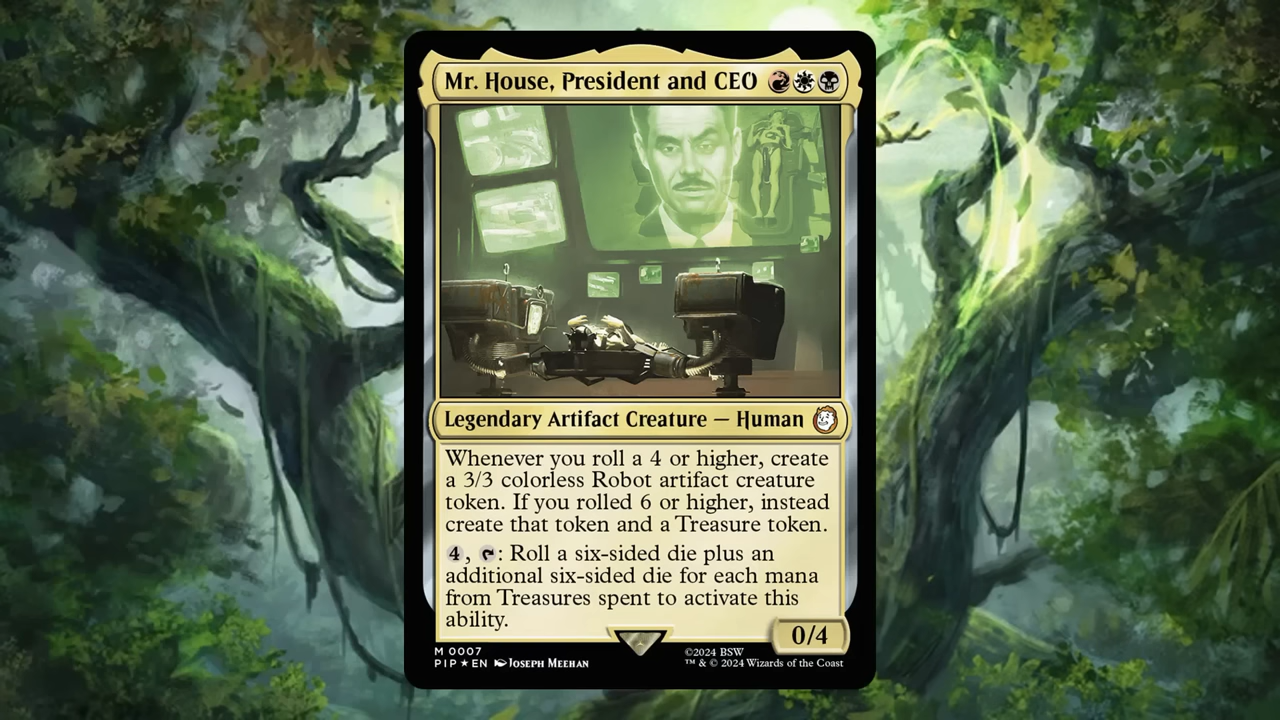 Mr. House, President and CEO
Legendary Artifact Creature — Human
Whenever you roll a 4 or higher, create
a 3/3 colorless Robot artifact creature
token. If you rolled 6 or higher, instead
create that token and a Treasure token.
4, : Roll a six-sided die plus an
additional six-sided die for each mana
from Treasures spent to activate this
ability.
0/4
M 0007
PIP★EN Joseph Meehan
©2024 BSW
™ & © 2024 Wizards of the Coast